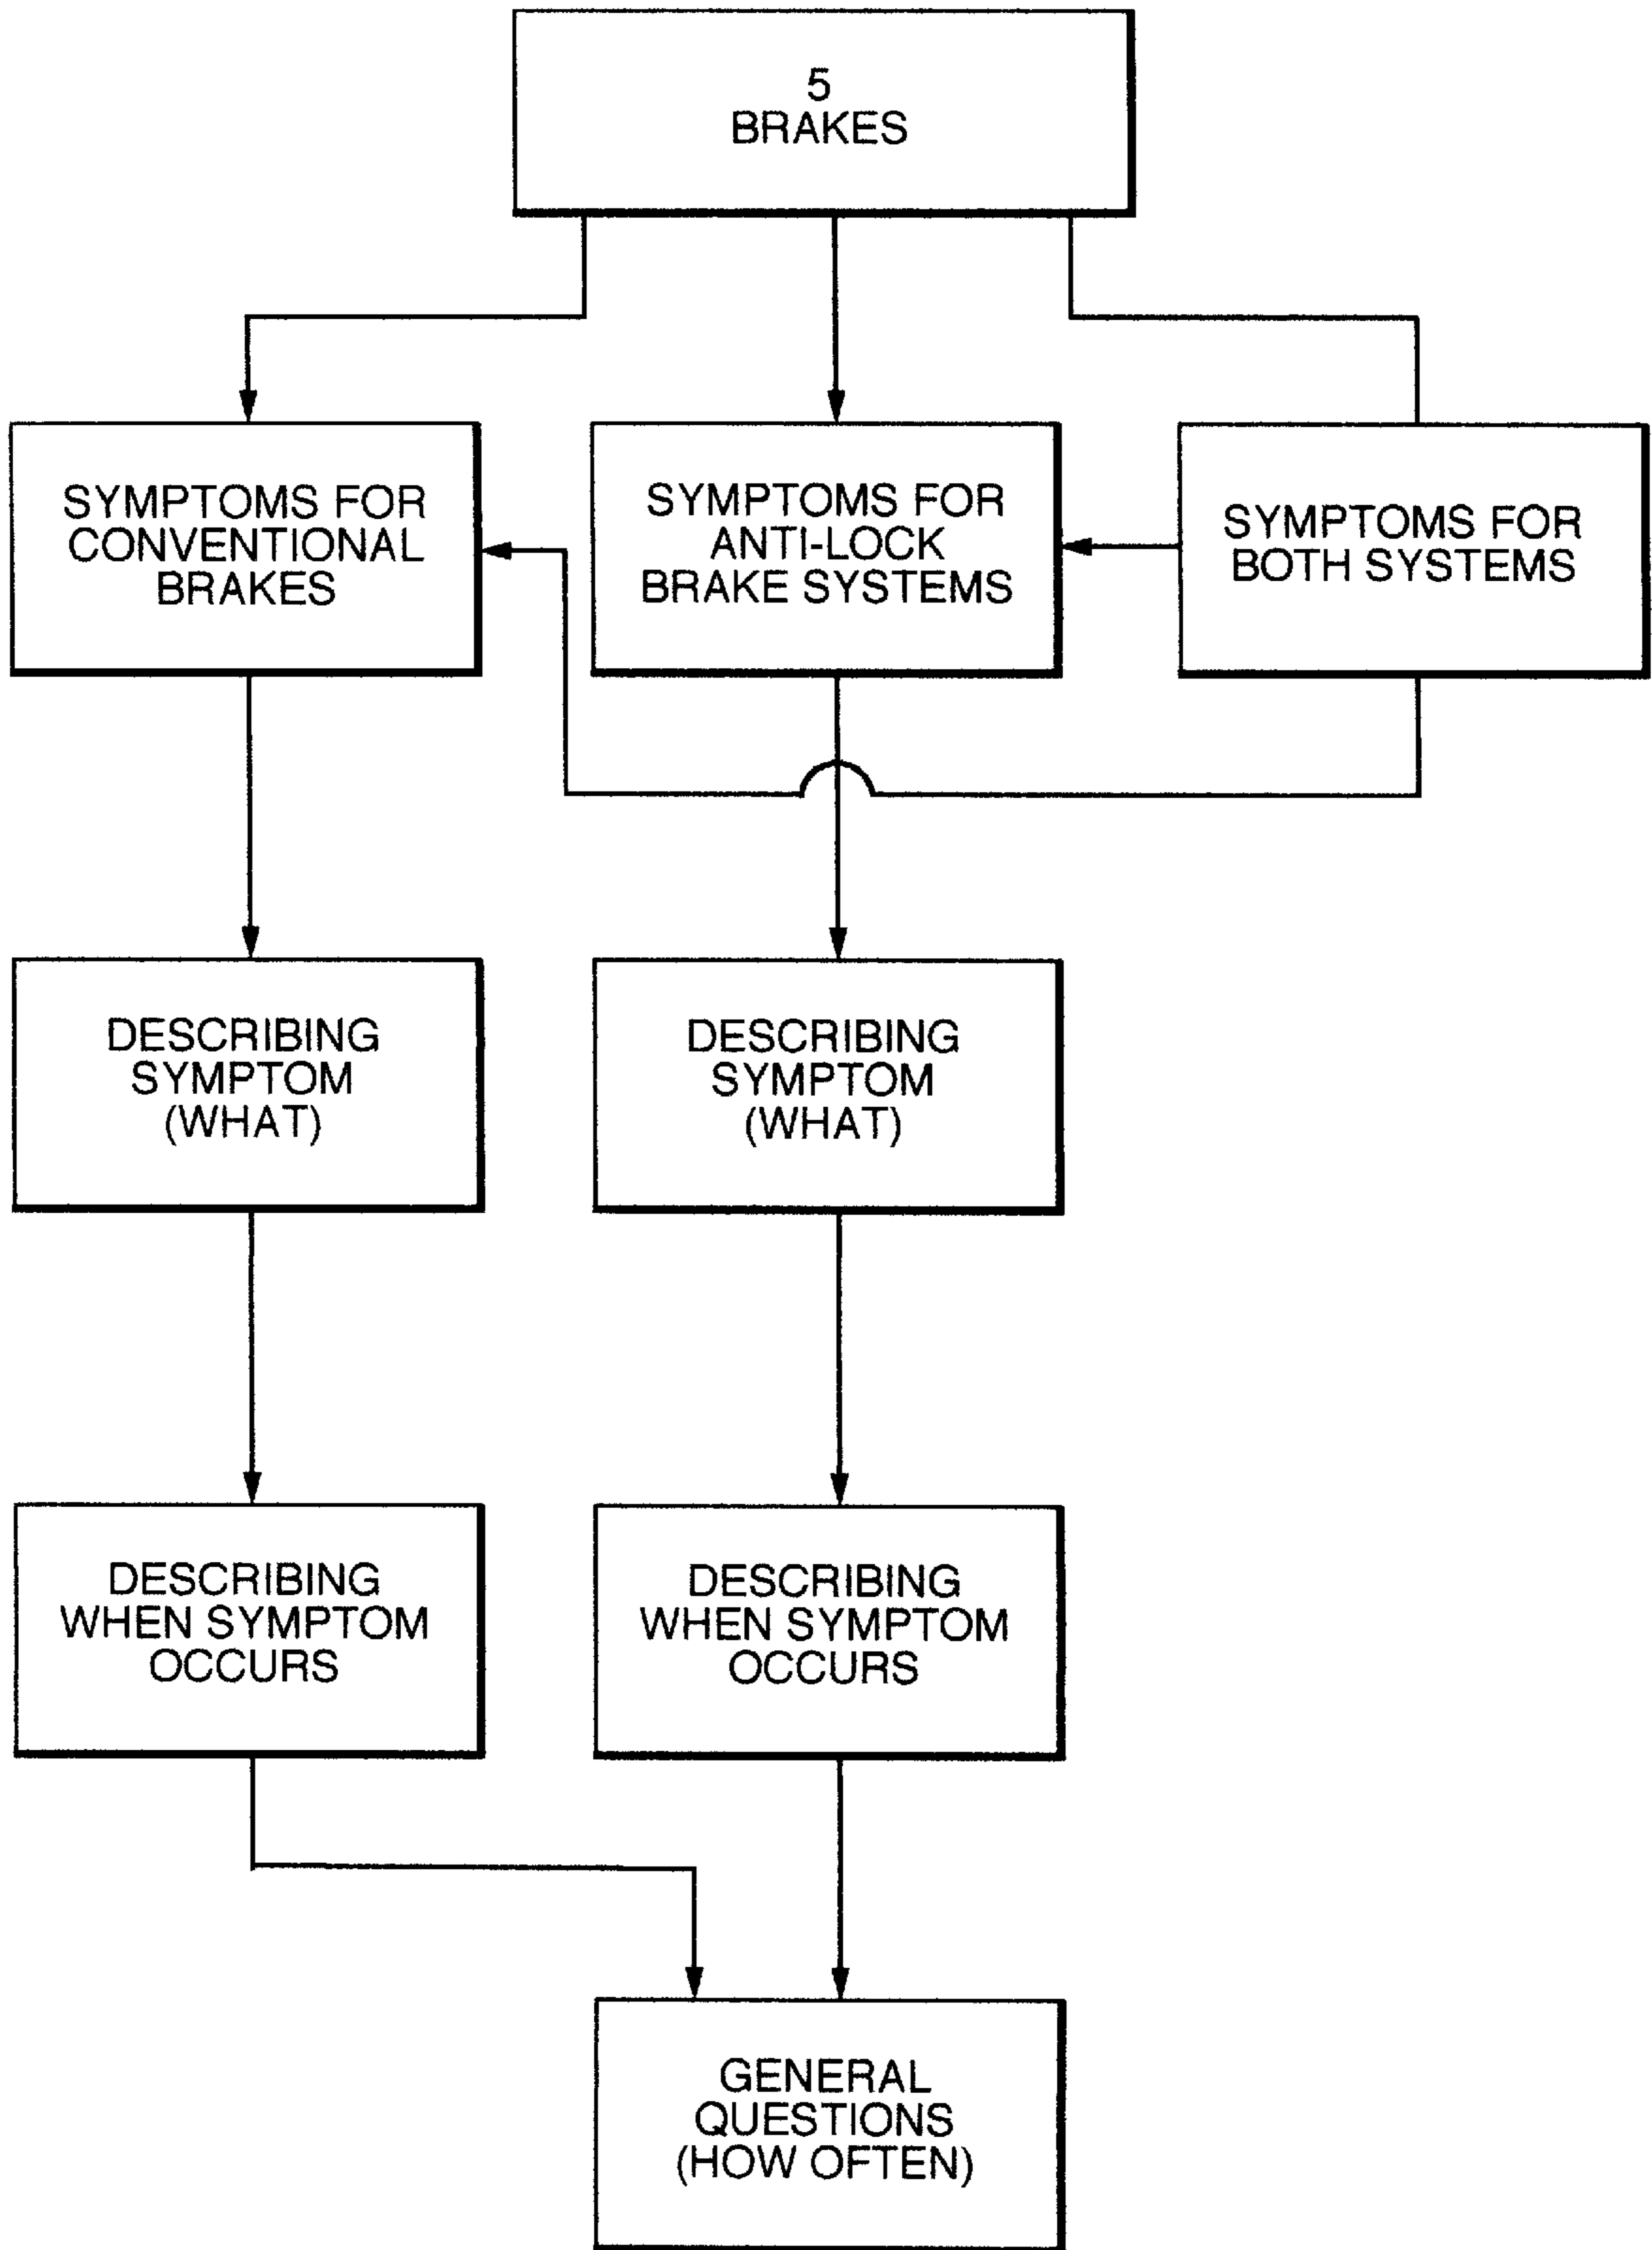 5
BRAKES
SYMPTOMS FOR
CONVENTIONAL
BRAKES
SYMPTOMS FOR
ANTI-LOCK
BRAKE SYSTEMS
SYMPTOMS FOR
BOTH SYSTEMS
DESCRIBING
SYMPTOM
(WHAT)
DESCRIBING
SYMPTOM
(WHAT)
DESCRIBING
WHEN SYMPTOM
OCCURS
DESCRIBING
WHEN SYMPTOM
OCCURS
GENERAL
QUESTIONS
(HOW OFTEN)